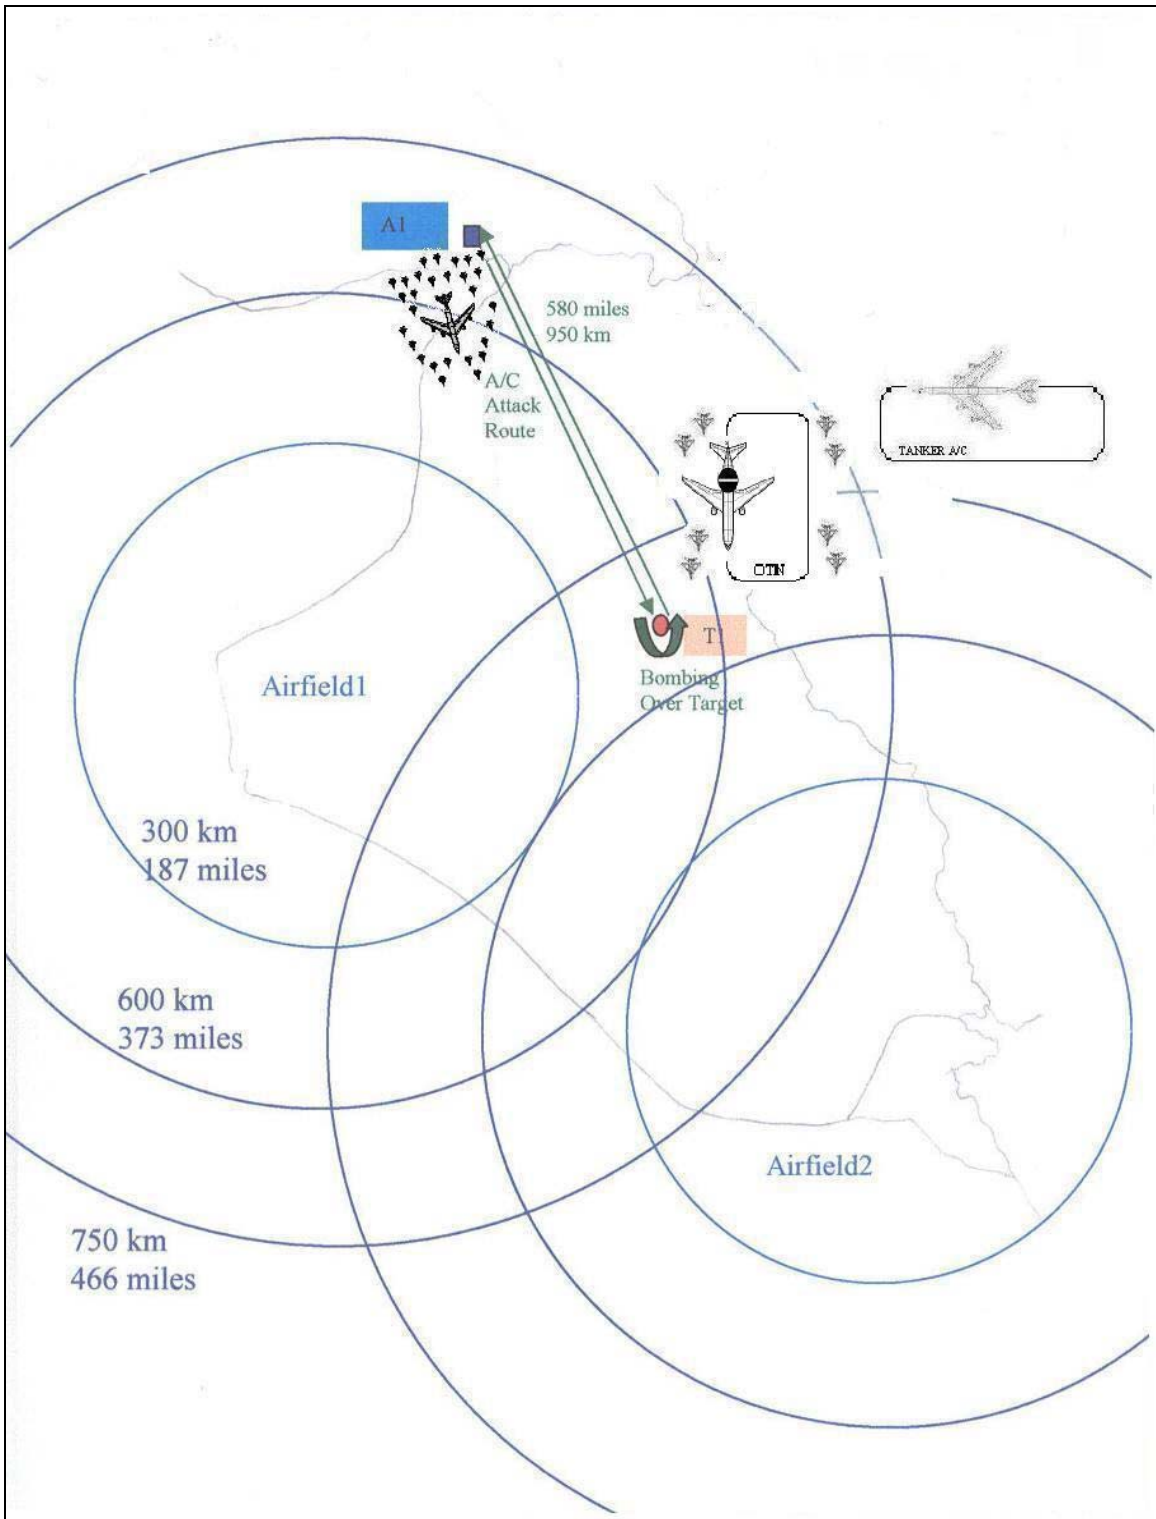 A1
580 miles
950 km
A/C
Attack
Route
TANKER A/C
T1
Bombing
Over Target
Airfield1
300 km
187 miles
600 km
373 miles
Airfield2
750 km
466 miles